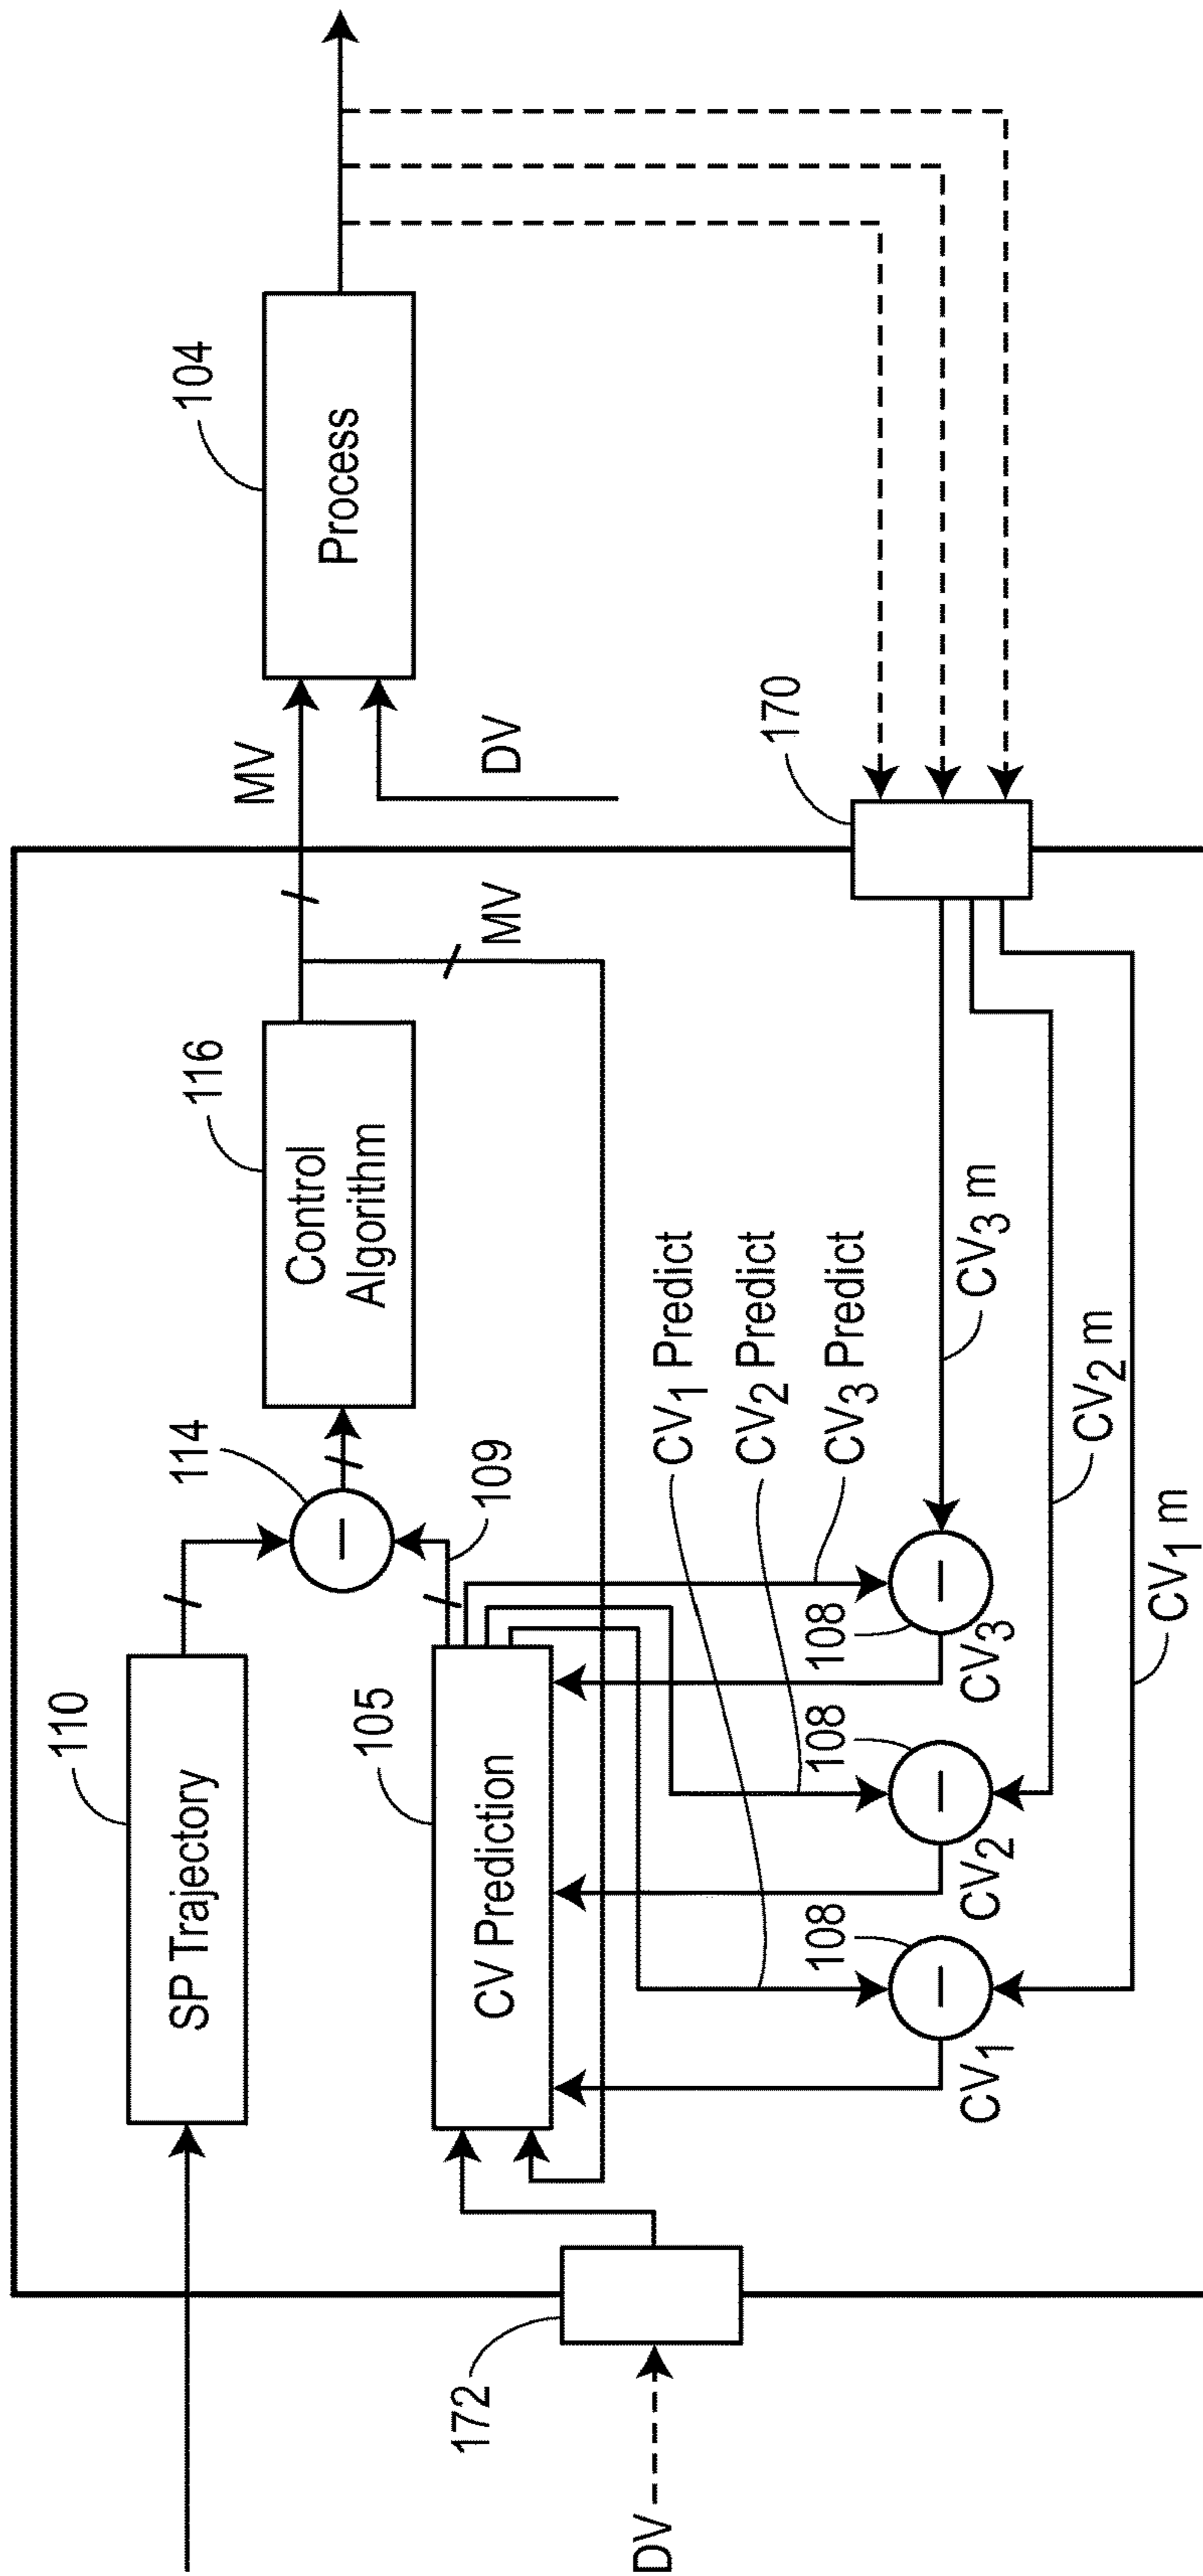 110
SP Trajectory
114
116
Control
Algorithm
MV
104
Process
DV
MV
109
105
CV Prediction
172
DV
CV1 Predict
CV2 Predict
CV3 Predict
170
108
108
108
CV1
CV2
CV3
CV3 m
CV2 m
CV1 m